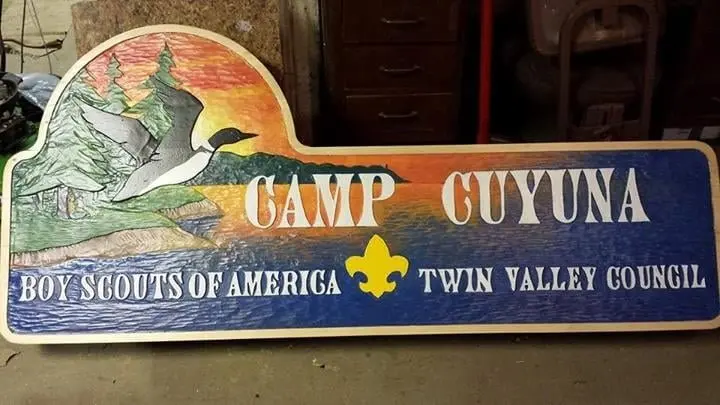 CAMP CUYUNA
BOY SCOUTS OF AMERICA TWIN VALLEY COUNCIL